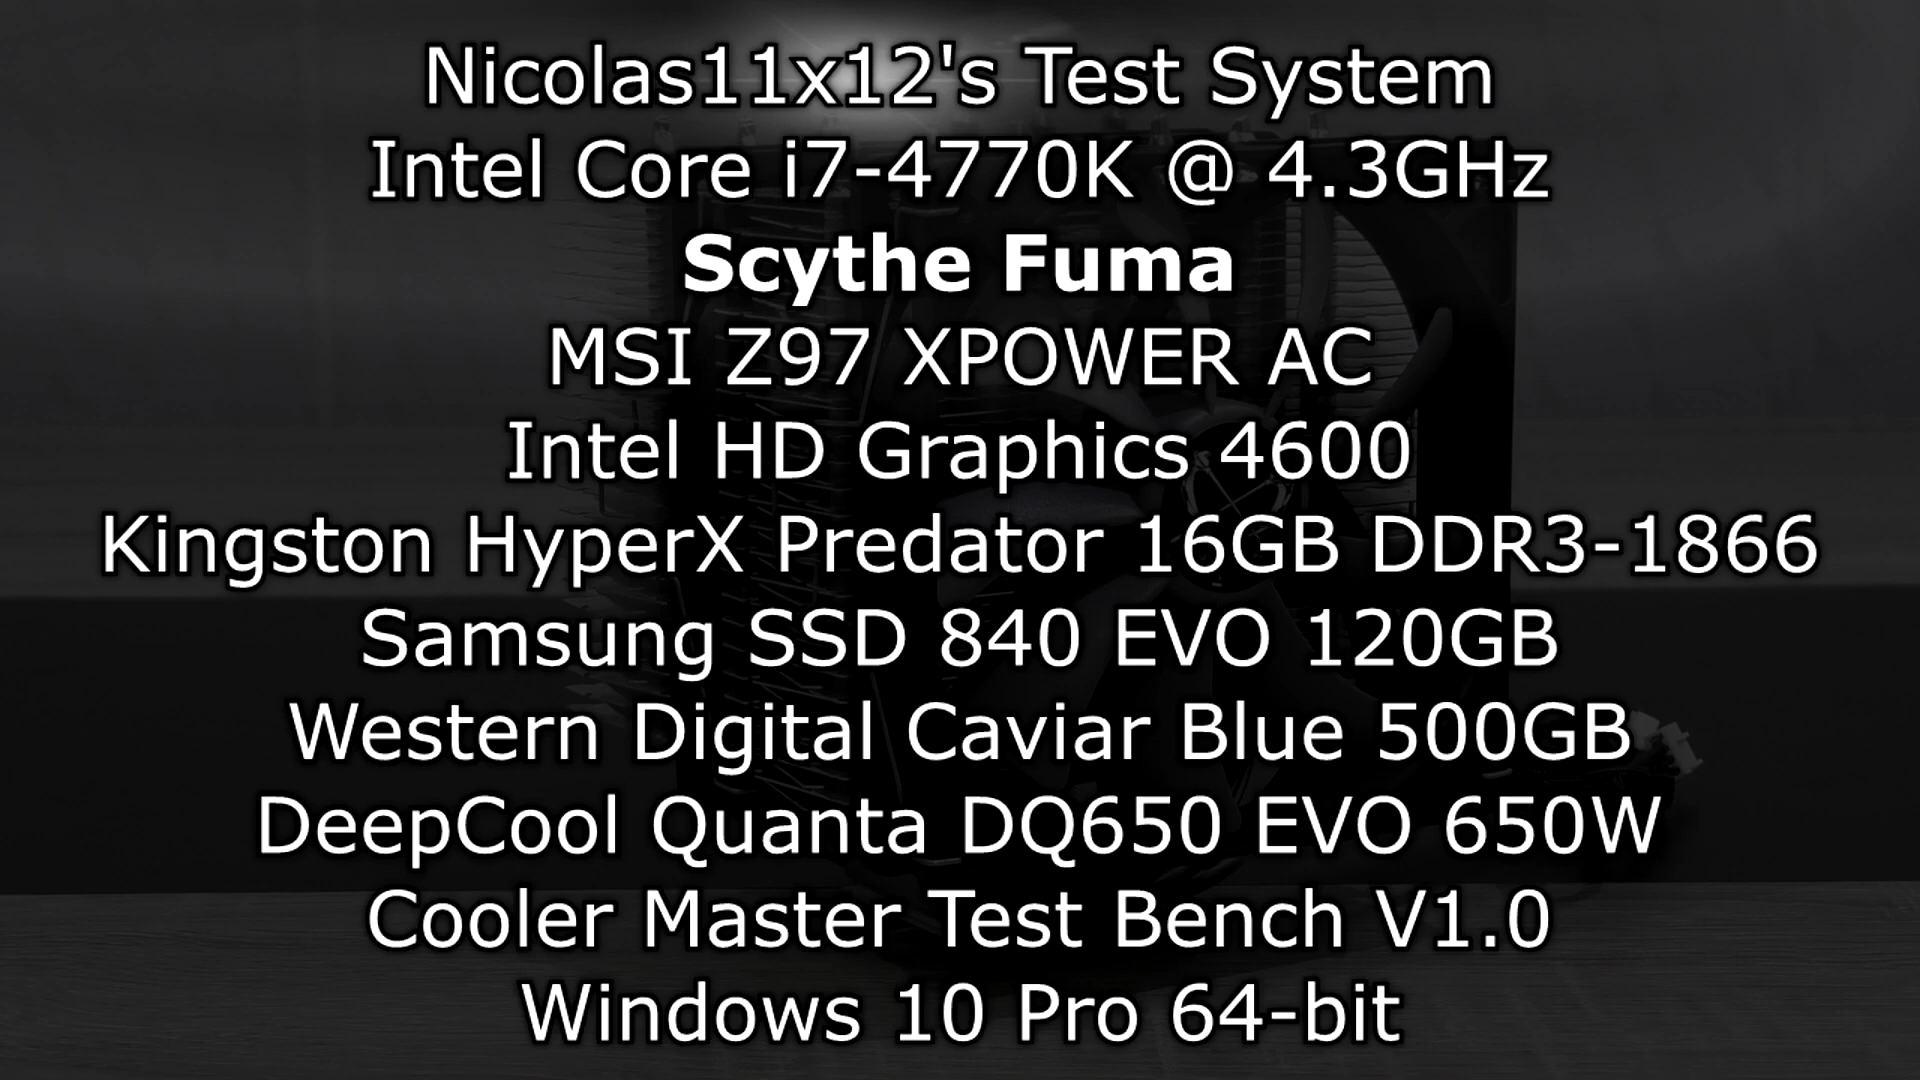 Nicolas11x12's Test System
Intel Core i7-4770K @ 4.3GHz
Scythe Fuma
MSI Z97 XPOWER AC
Intel HD Graphics 4600
Kingston HyperX Predator 16GB DDR3-1866
Samsung SSD 840 EVO 120GB
Western Digital Caviar Blue 500GB
DeepCool Quanta DQ650 EVO 650W
Cooler Master Test Bench V1.0
Windows 10 Pro 64-bit